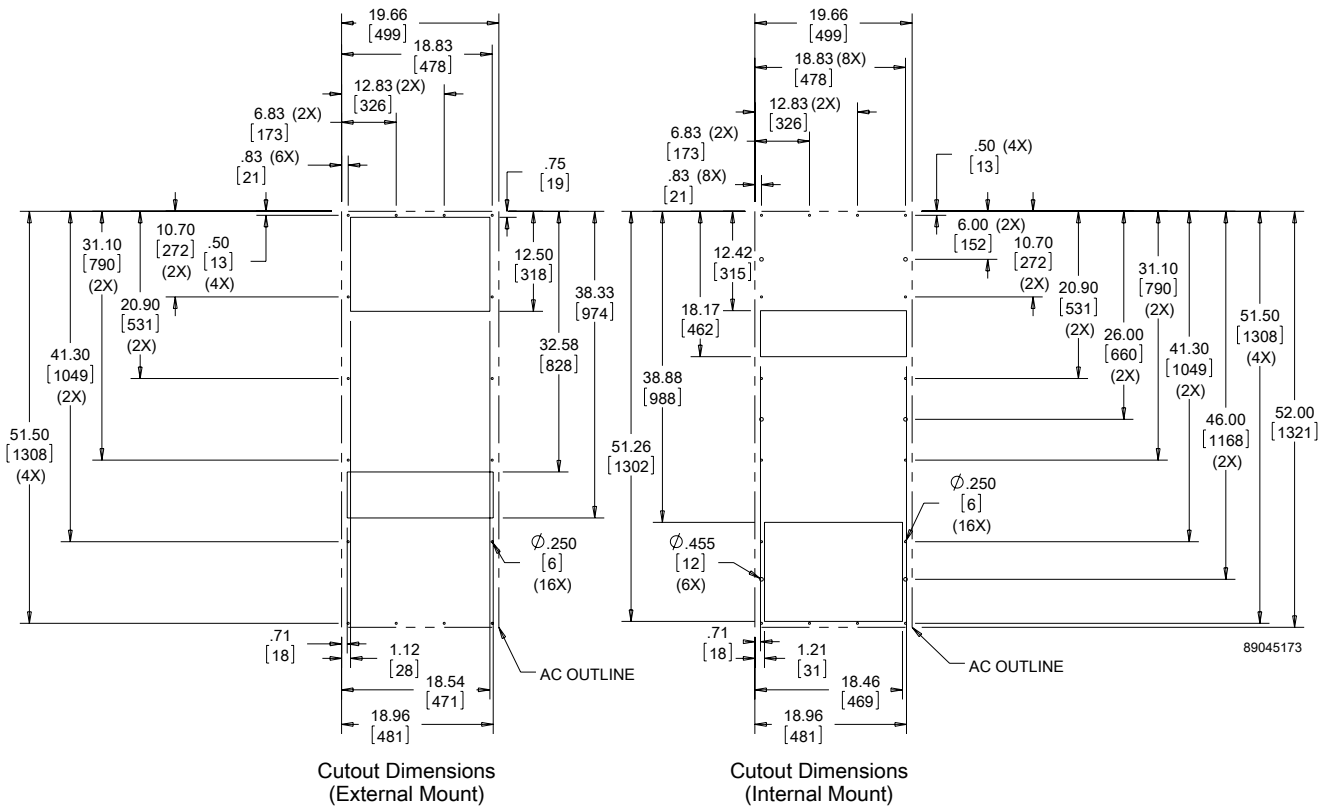 19.66
[499]
18.83
[478]
12.83 (2X)
[326]
6.83 (2X)
[173]
.83 (6X)
[21]
.75
[19]
10.70
[272]
(2X)
.50
[13]
(4X)
31.10
[790]
(2X)
20.90
[531]
(2X)
41.30
[1049]
(2X)
51.50
[1308]
(4X)
12.50
[318]
38.33
[974]
32.58
[828]
Ø.250
[6]
(16X)
.71
[18]
1.12
[28]
AC OUTLINE
18.54
[471]
18.96
[481]
Cutout Dimensions
(External Mount)
19.66
[499]
18.83 (8X)
[478]
12.83 (2X)
[326]
6.83 (2X)
[173]
.83 (8X)
[21]
.50 (4X)
[13]
6.00 (2X)
[152]
10.70
[272]
(2X)
12.42
[315]
18.17
[462]
38.88
[988]
51.26
[1302]
20.90
[531]
(2X)
31.10
[790]
(2X)
26.00
[660]
(2X)
41.30
[1049]
(2X)
51.50
[1308]
(4X)
46.00
[1168]
(2X)
52.00
[1321]
Ø.250
[6]
(16X)
Ø.455
[12]
(6X)
.71
[18]
1.21
[31]
89045173
AC OUTLINE
18.46
[469]
18.96
[481]
Cutout Dimensions
(Internal Mount)